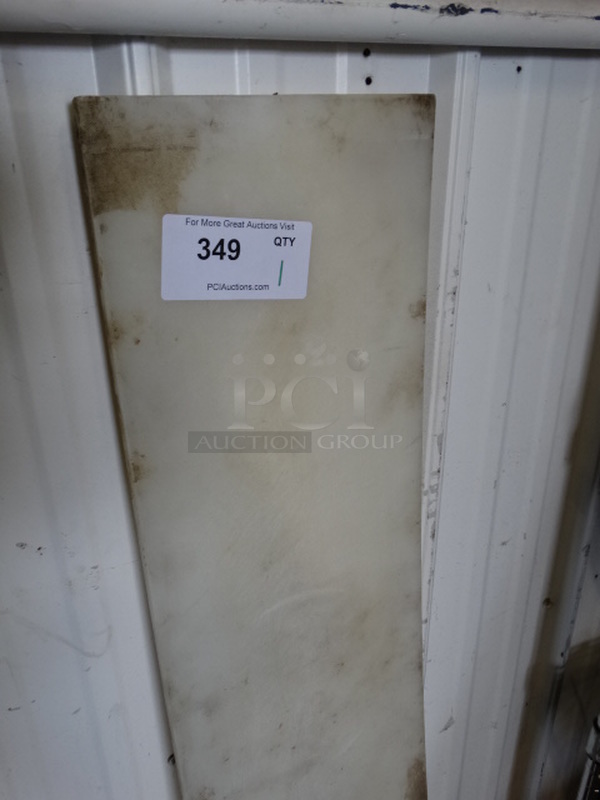 For More Great Auctions Visit
349 QTY
1
PCIAuctions.com
PCi
AUCTION GROUP